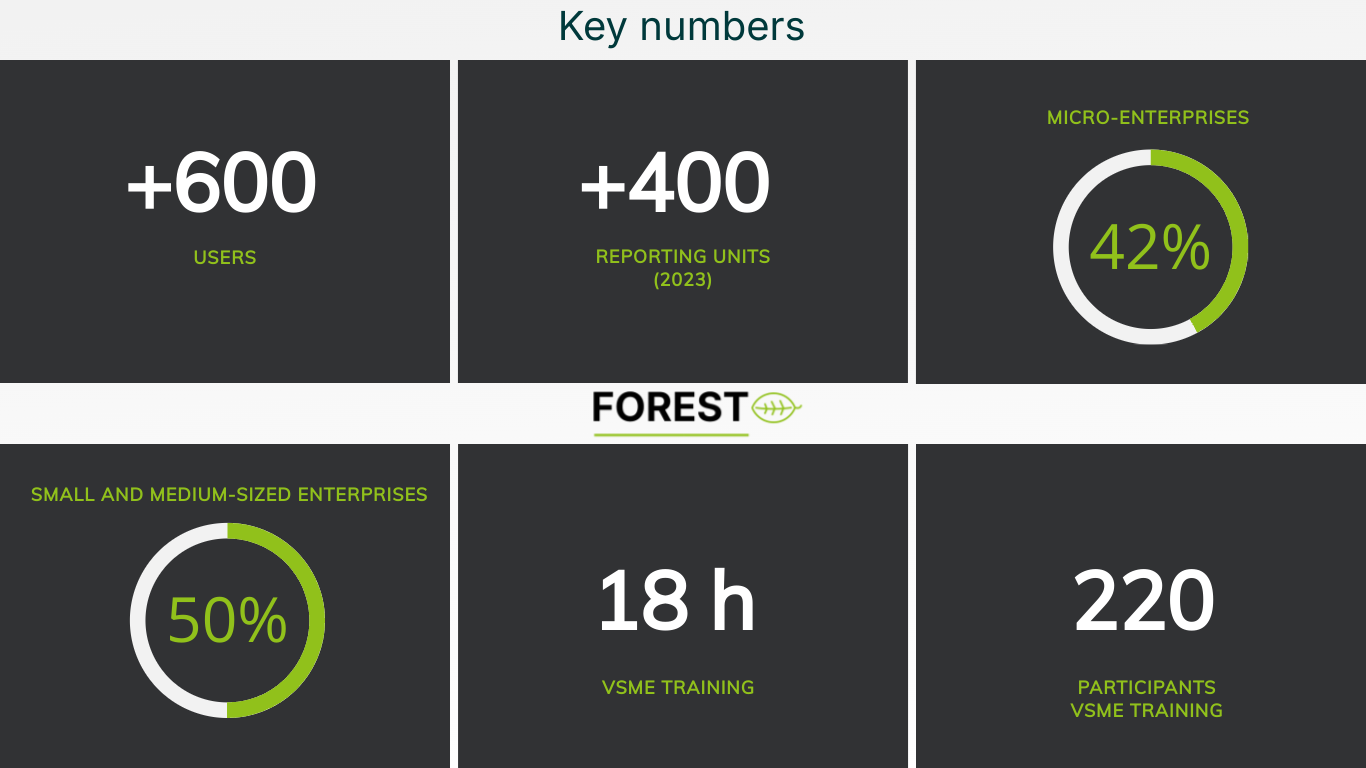 Key numbers
+600
USERS
+400
REPORTING UNITS
(2023)
MICRO-ENTERPRISES
42%
FOREST
SMALL AND MEDIUM-SIZED ENTERPRISES
50%
18 h
VSME TRAINING
220
PARTICIPANTS
VSME TRAINING